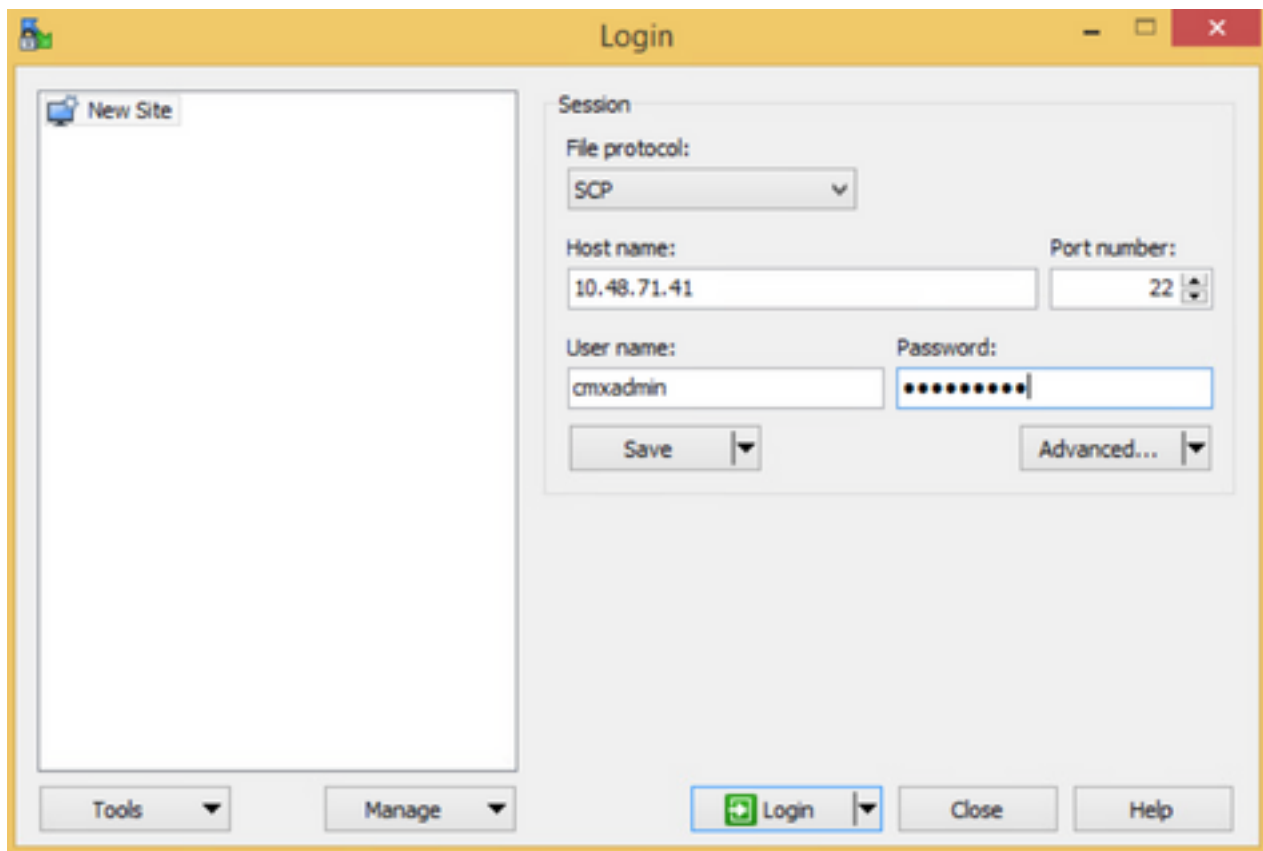 Login
New Site
Session
File protocol:
SCP
Host name:
Port number:
10.48.71.41
22
User name:
Password:
cmxadmin
•••••••••
Save
Advanced...
Tools
Manage
Login
Close
Help